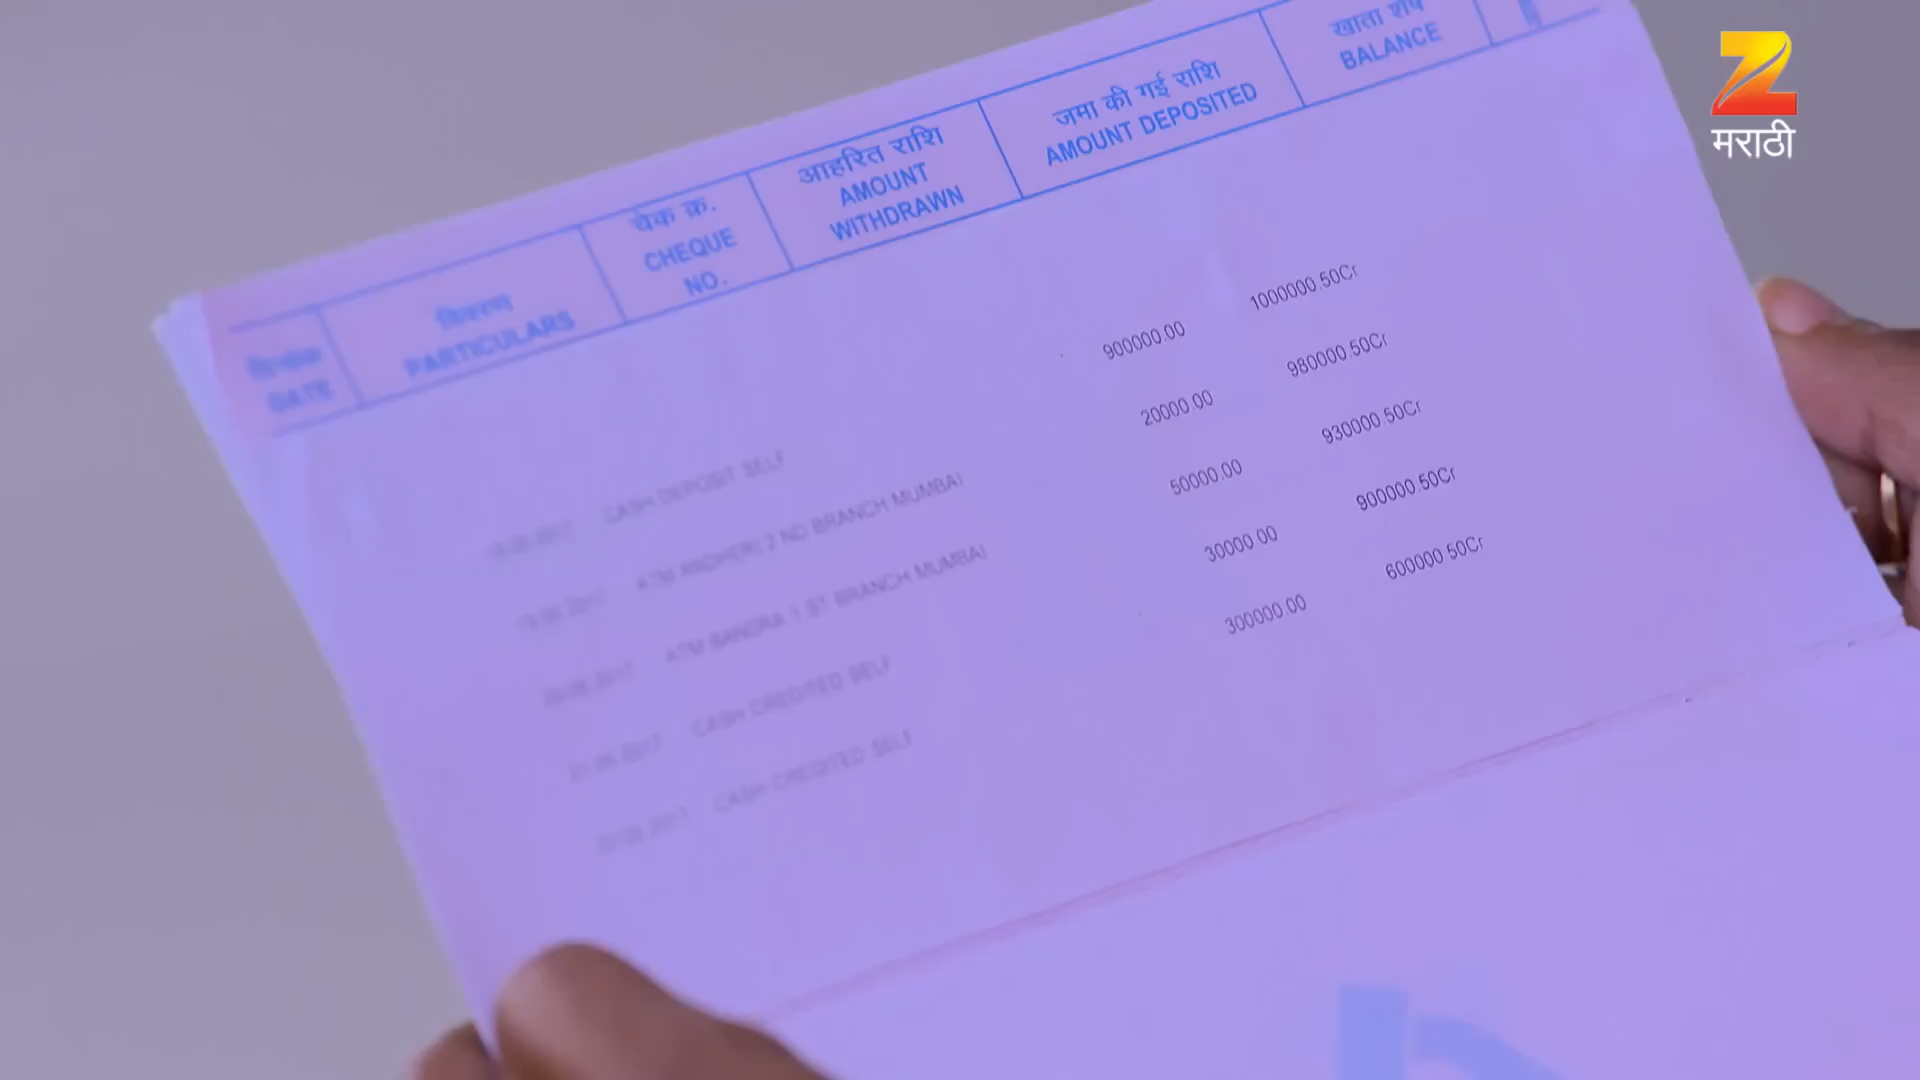 मराठी
दिनांक
DATE
विवरण
PARTICULARS
चेक क्र.
CHEQUE
NO.
आहरित राशि
AMOUNT
WITHDRAWN
जमा की गई राशि
AMOUNT DEPOSITED
खाता शेष
BALANCE
CASH DEPOSIT SELF 900000.00 1000000.50Cr
ATM ANDHERI 2 ND BRANCH MUMBAI 20000.00 980000.50Cr
ATM BANDRA 1 ST BRANCH MUMBAI 50000.00 930000.50Cr
CASH CREDITED SELF 30000.00 900000.50Cr
CASH CREDITED SELF 300000.00 600000.50Cr